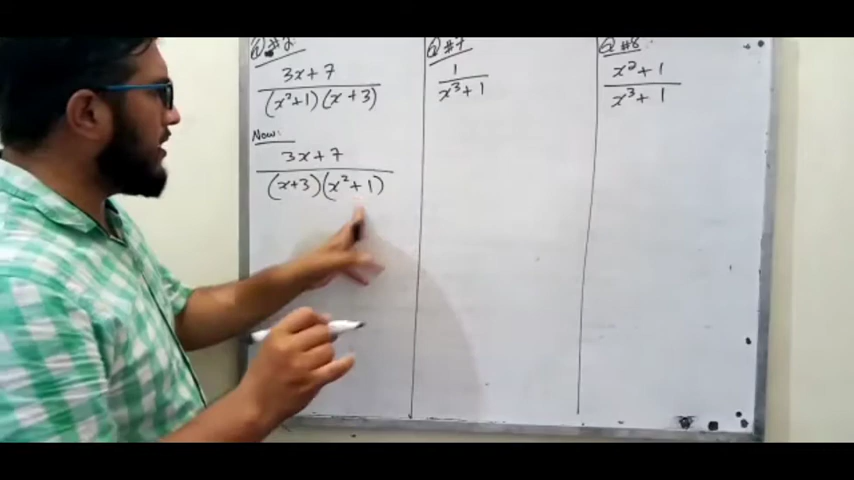 Q #2
3x+7
(x²+1)(x+3)
Now:
3x+7
(x+3)(x²+1)
Q #7
1
x³+1
Q #8
x²+1
x³+1